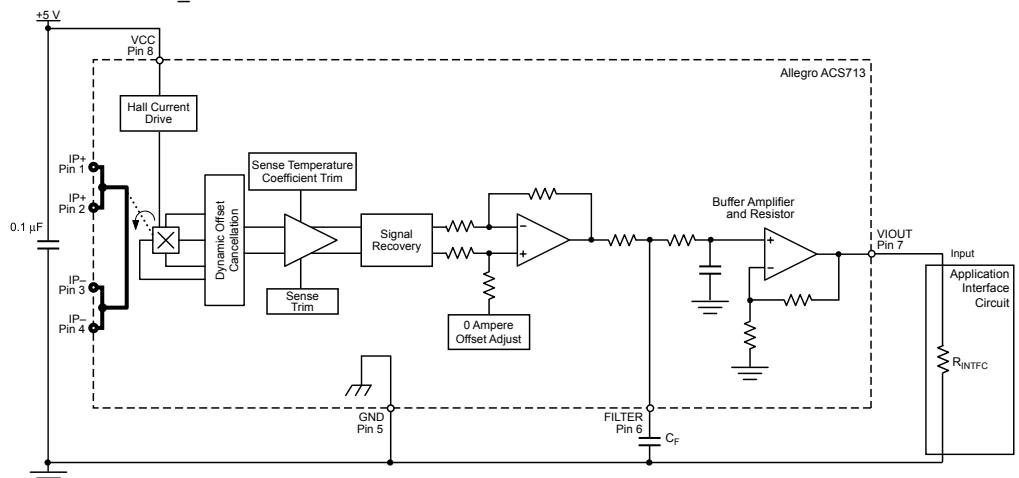 +5 V
VCC
Pin 8
Allegro ACS713
Hall Current
Drive
IP+
Pin 1
IP+
Pin 2
0.1 µF
IP–
Pin 3
IP–
Pin 4
Dynamic Offset
Cancellation
Sense Temperature
Coefficient Trim
Sense
Trim
Signal
Recovery
0 Ampere
Offset Adjust
Buffer Amplifier
and Resistor
VIOUT
Pin 7
Input
Application
Interface
Circuit
RINTFC
GND
Pin 5
FILTER
Pin 6
CF